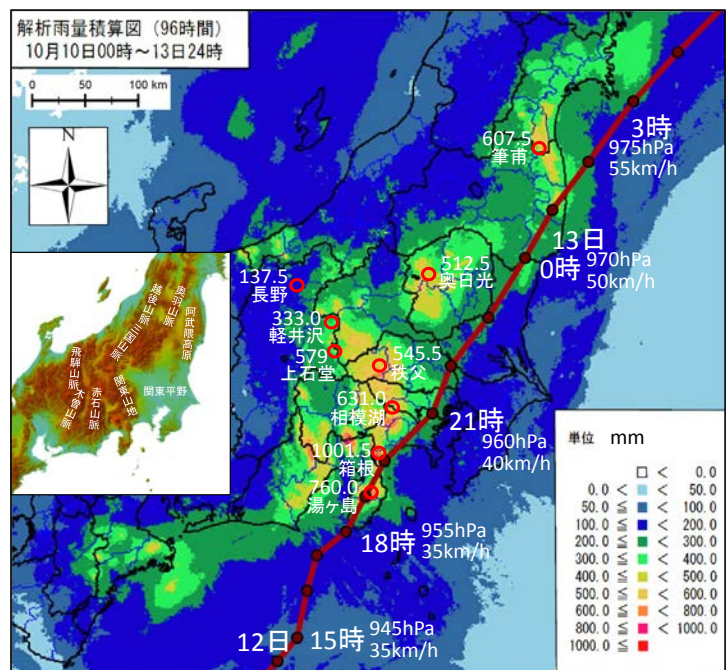 解析雨量積算図 (96時間)
10月10日00時～13日24時
0 50 100 km
N
607.5
筆甫
3時
975hPa
55km/h
13日
0時
970hPa
50km/h
512.5
奥日光
137.5
長野
333.0
軽井沢
579
上石堂
545.5
秩父
631.0
相模湖
1001.5
箱根
760.0
湯ヶ島
21時
960hPa
40km/h
18時
955hPa
35km/h
12日 15時
945hPa
35km/h
越後山脈
奥羽山脈
阿武隈高原
三国山脈
飛騨山脈
木曽山脈
赤石山脈
関東山地
関東平野
単位 mm
□ < 0.0
0.0 < < 50.0
50.0 ≦ < 100.0
100.0 ≦ < 200.0
200.0 ≦ < 300.0
300.0 ≦ < 400.0
400.0 ≦ < 500.0
500.0 ≦ < 600.0
600.0 ≦ < 800.0
800.0 ≦ < 1000.0
1000.0 ≦